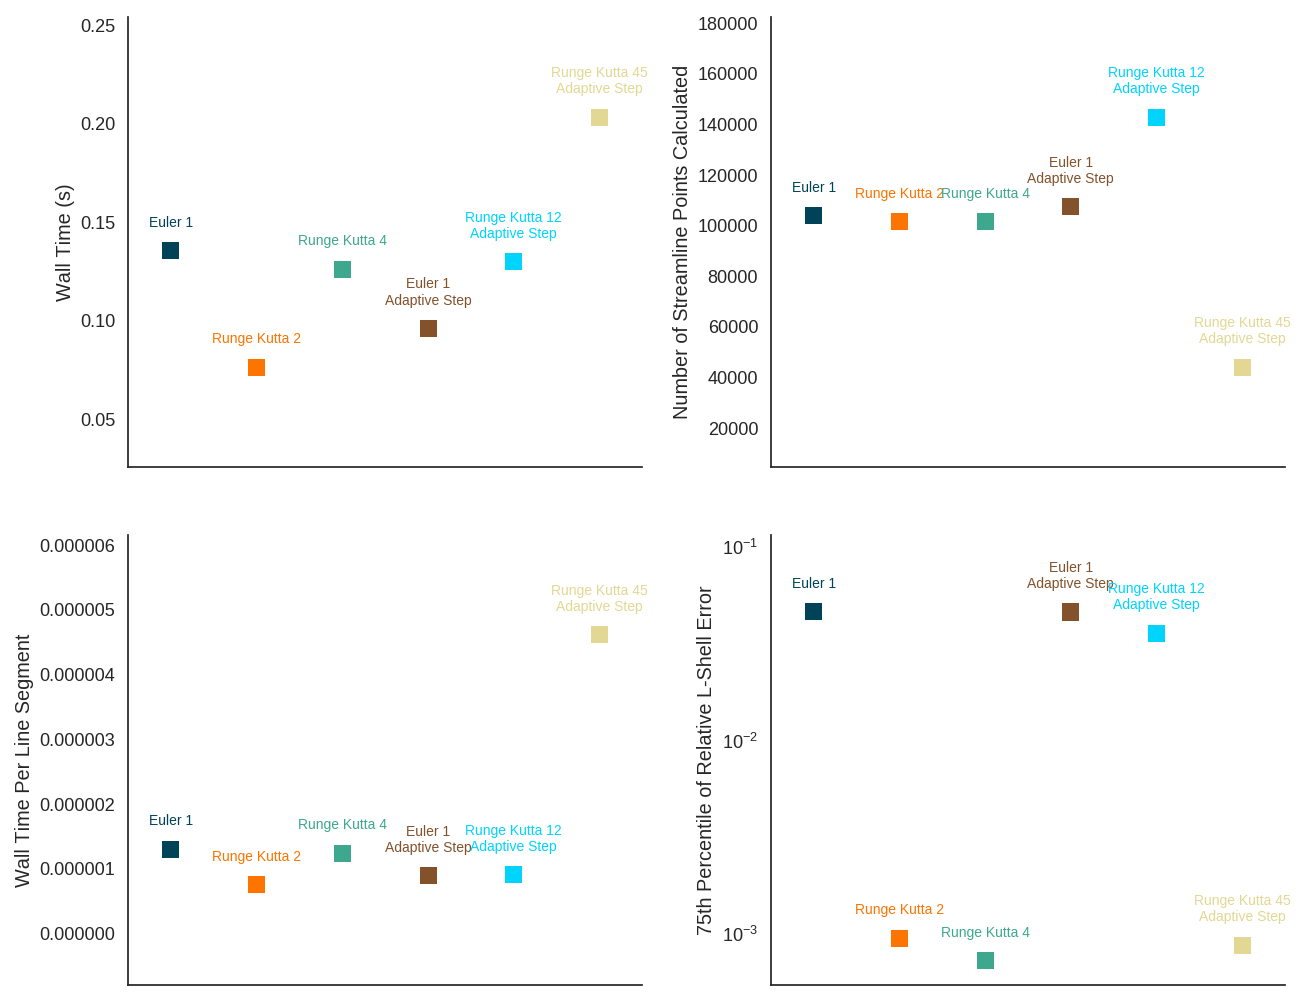 Wall Time (s)
0.25
0.20
0.15
0.10
0.05
Euler 1
Runge Kutta 2
Runge Kutta 4
Euler 1
Adaptive Step
Runge Kutta 12
Adaptive Step
Runge Kutta 45
Adaptive Step
Number of Streamline Points Calculated
180000
160000
140000
120000
100000
80000
60000
40000
20000
Euler 1
Runge Kutta 2
Runge Kutta 4
Euler 1
Adaptive Step
Runge Kutta 12
Adaptive Step
Runge Kutta 45
Adaptive Step
Wall Time Per Line Segment
0.000006
0.000005
0.000004
0.000003
0.000002
0.000001
0.000000
Euler 1
Runge Kutta 2
Runge Kutta 4
Euler 1
Adaptive Step
Runge Kutta 12
Adaptive Step
Runge Kutta 45
Adaptive Step
75th Percentile of Relative L-Shell Error
10⁻¹
10⁻²
10⁻³
Euler 1
Runge Kutta 2
Runge Kutta 4
Euler 1
Adaptive Step
Runge Kutta 12
Adaptive Step
Runge Kutta 45
Adaptive Step